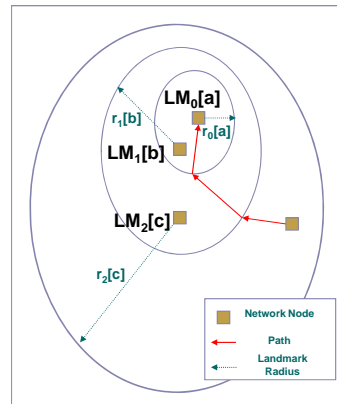 LM₀[a]
r₁[b]
r₀[a]
LM₁[b]
LM₂[c]
r₂[c]
Network Node
Path
Landmark
Radius